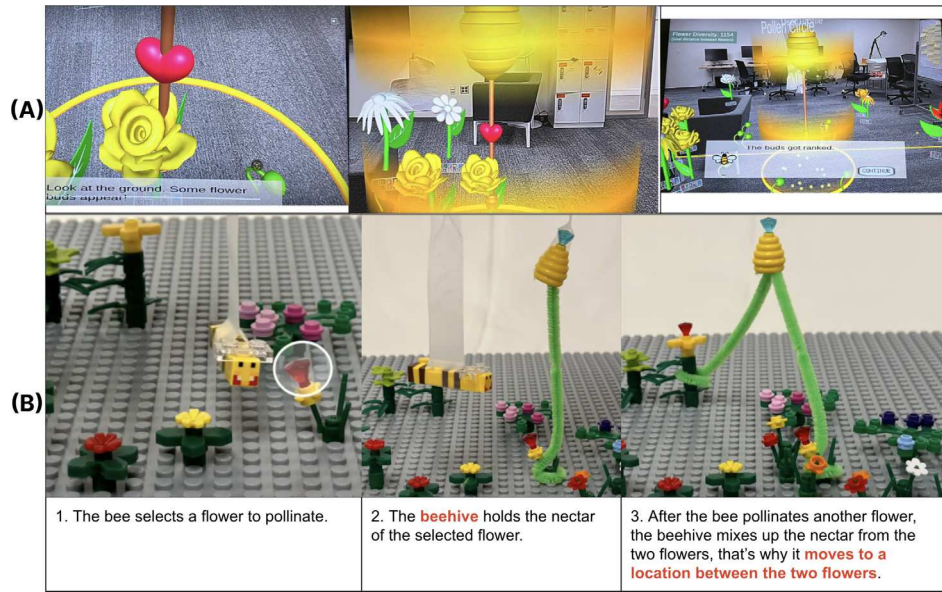 (A)
Look at the ground. Some flower
buds appear!
Flower Diversity: 1154
Pollen Circle
The buds got ranked.
CONTINUE
(B)
1. The bee selects a flower to pollinate.
2. The beehive holds the nectar
of the selected flower.
3. After the bee pollinates another flower,
the beehive mixes up the nectar from the
two flowers, that's why it moves to a
location between the two flowers.